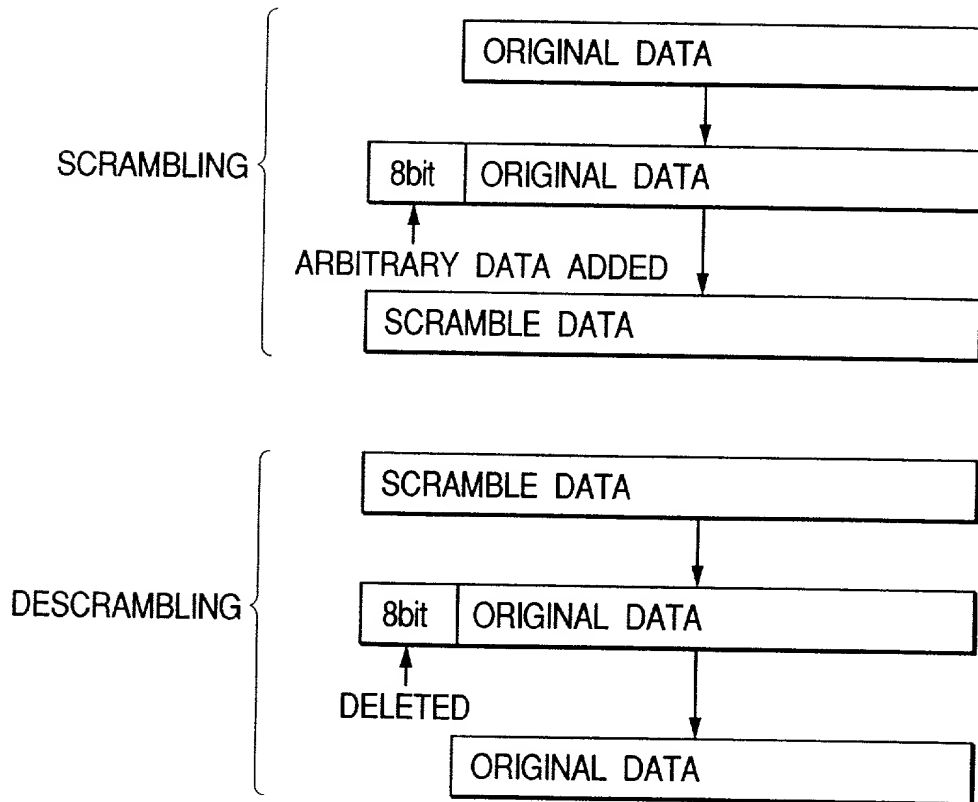 ORIGINAL DATA
SCRAMBLING
8bit ORIGINAL DATA
ARBITRARY DATA ADDED
SCRAMBLE DATA
SCRAMBLE DATA
DESCRAMBLING
8bit ORIGINAL DATA
DELETED
ORIGINAL DATA